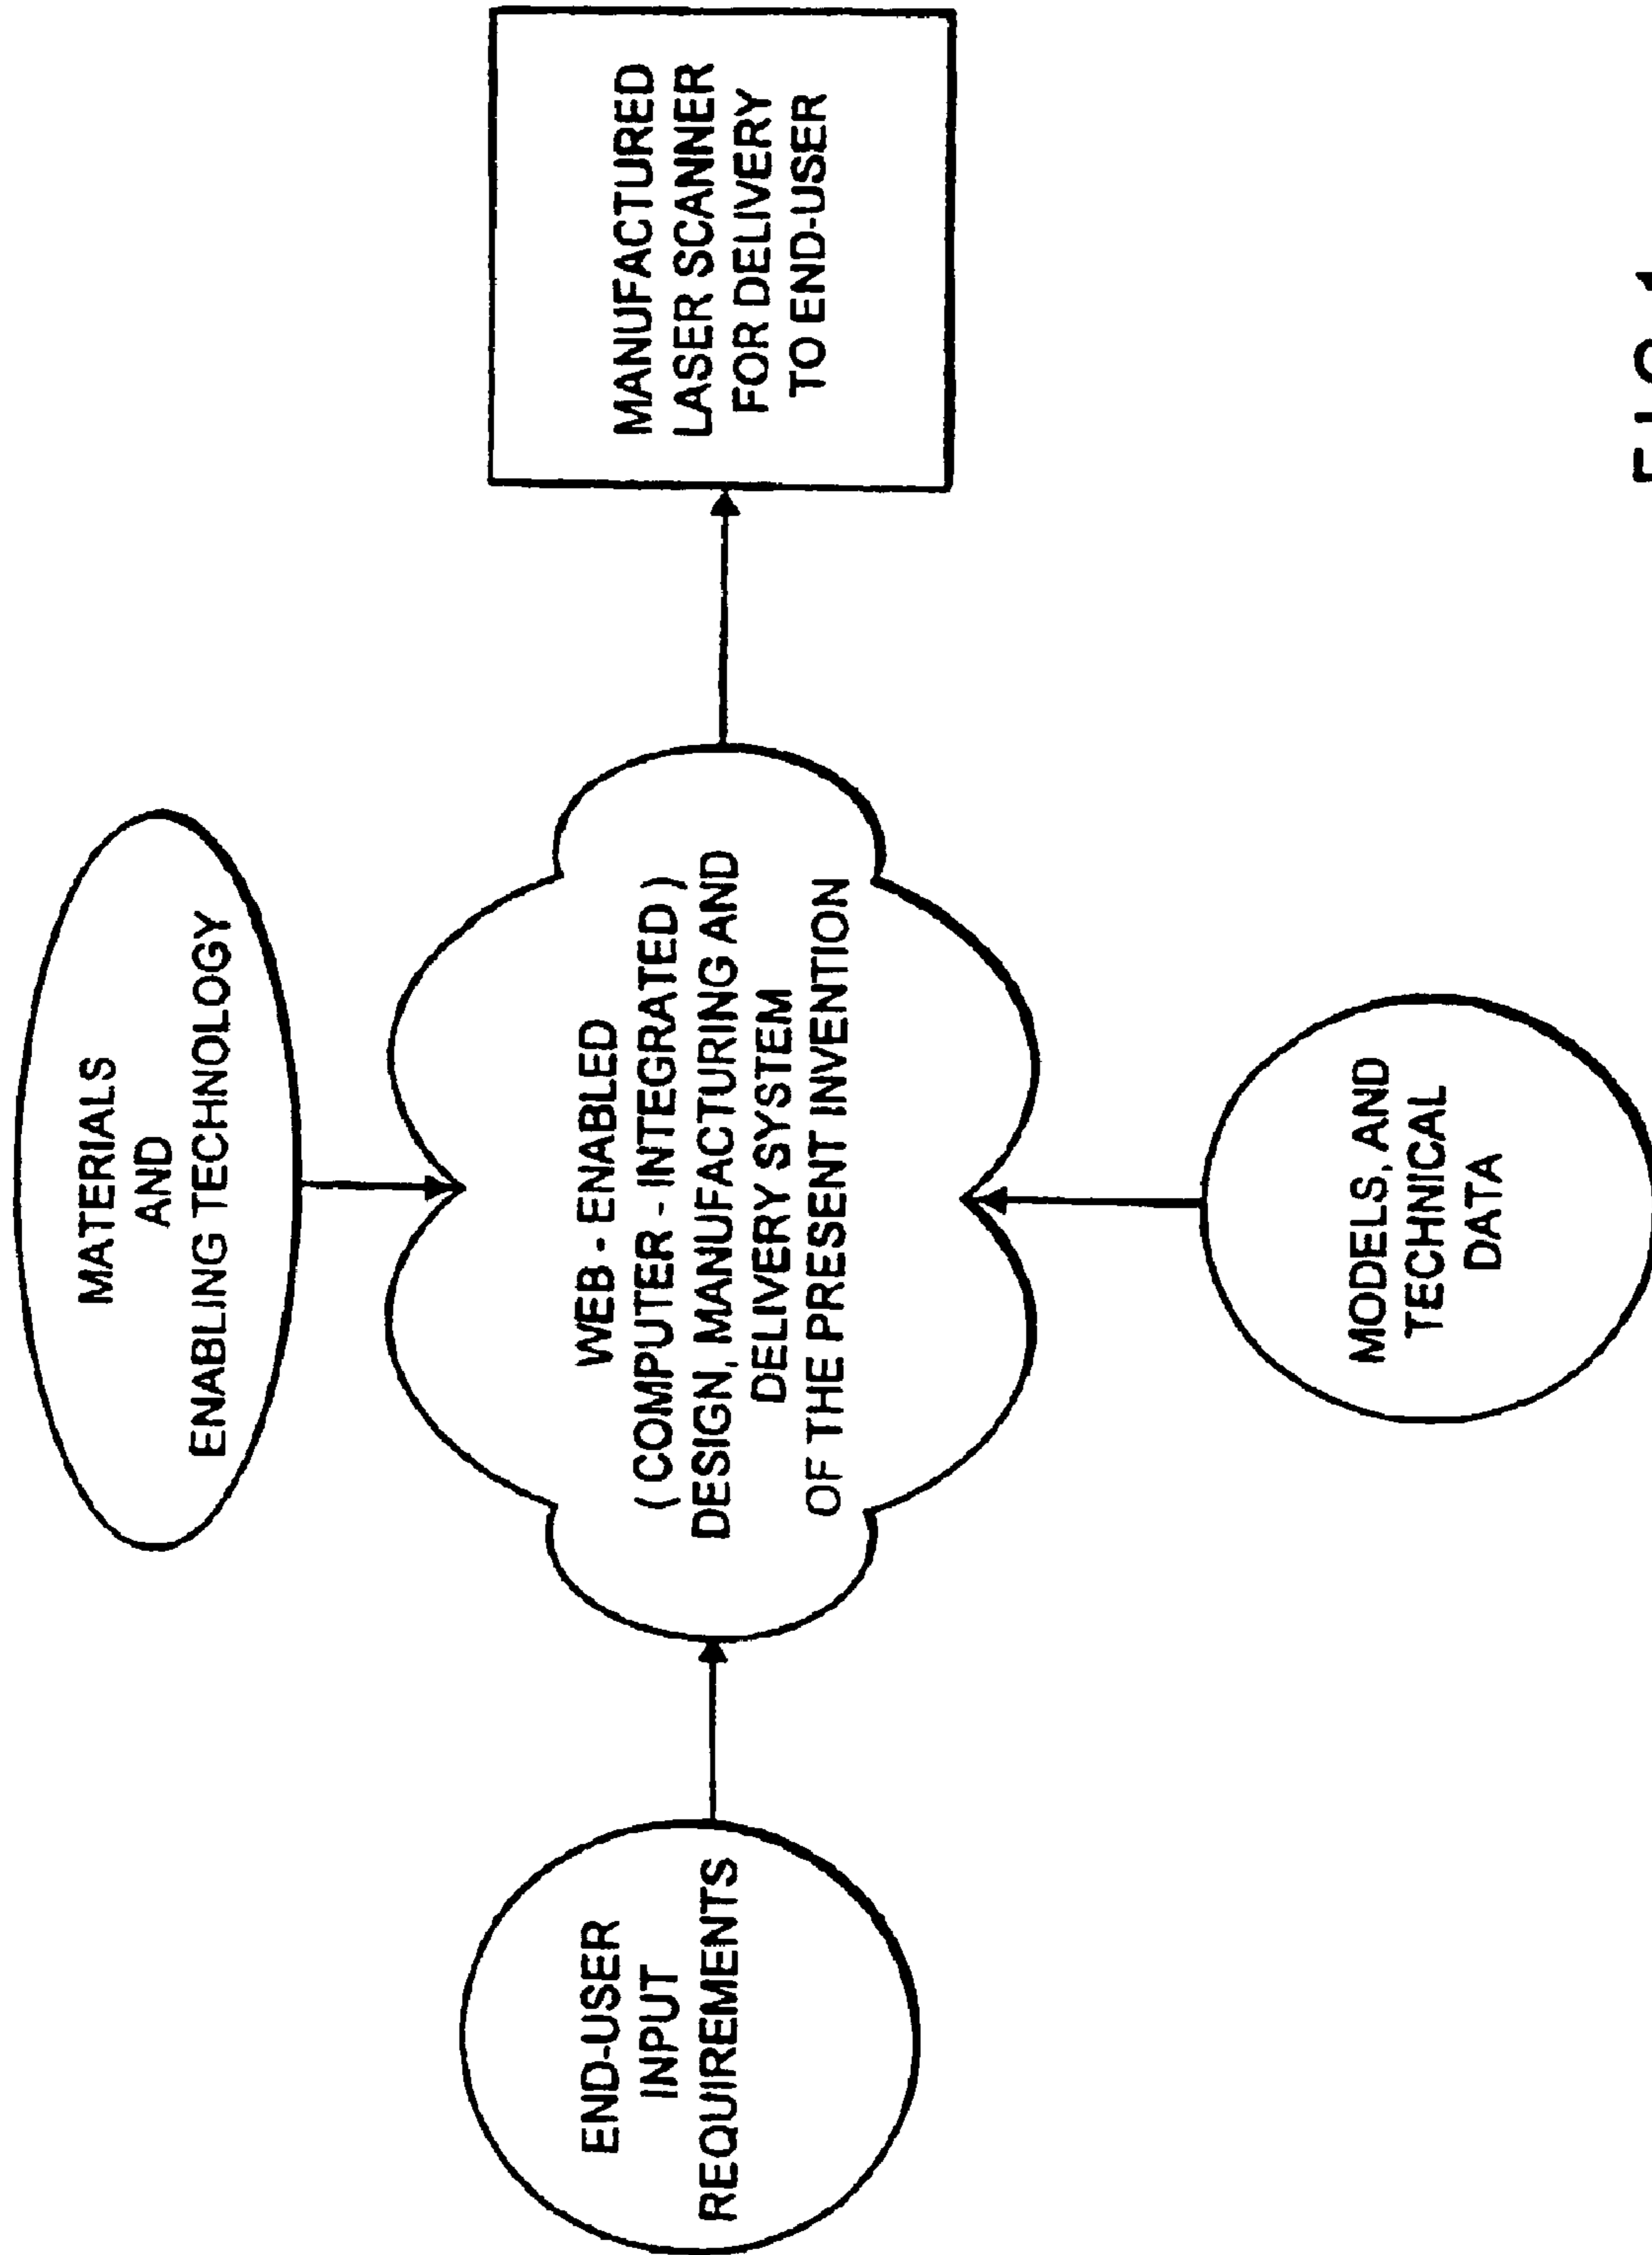 MATERIALS
AND
ENABLING TECHNOLOGY
END-USER
INPUT
REQUIREMENTS
WEB - ENABLED
( COMPUTER - INTEGRATED )
DESIGN, MANUFACTURING AND
DELIVERY SYSTEM
OF THE PRESENT INVENTION
MANUFACTURED
LASER SCANNER
FOR DELIVERY
TO END-USER
MODELS, AND
TECHNICAL
DATA